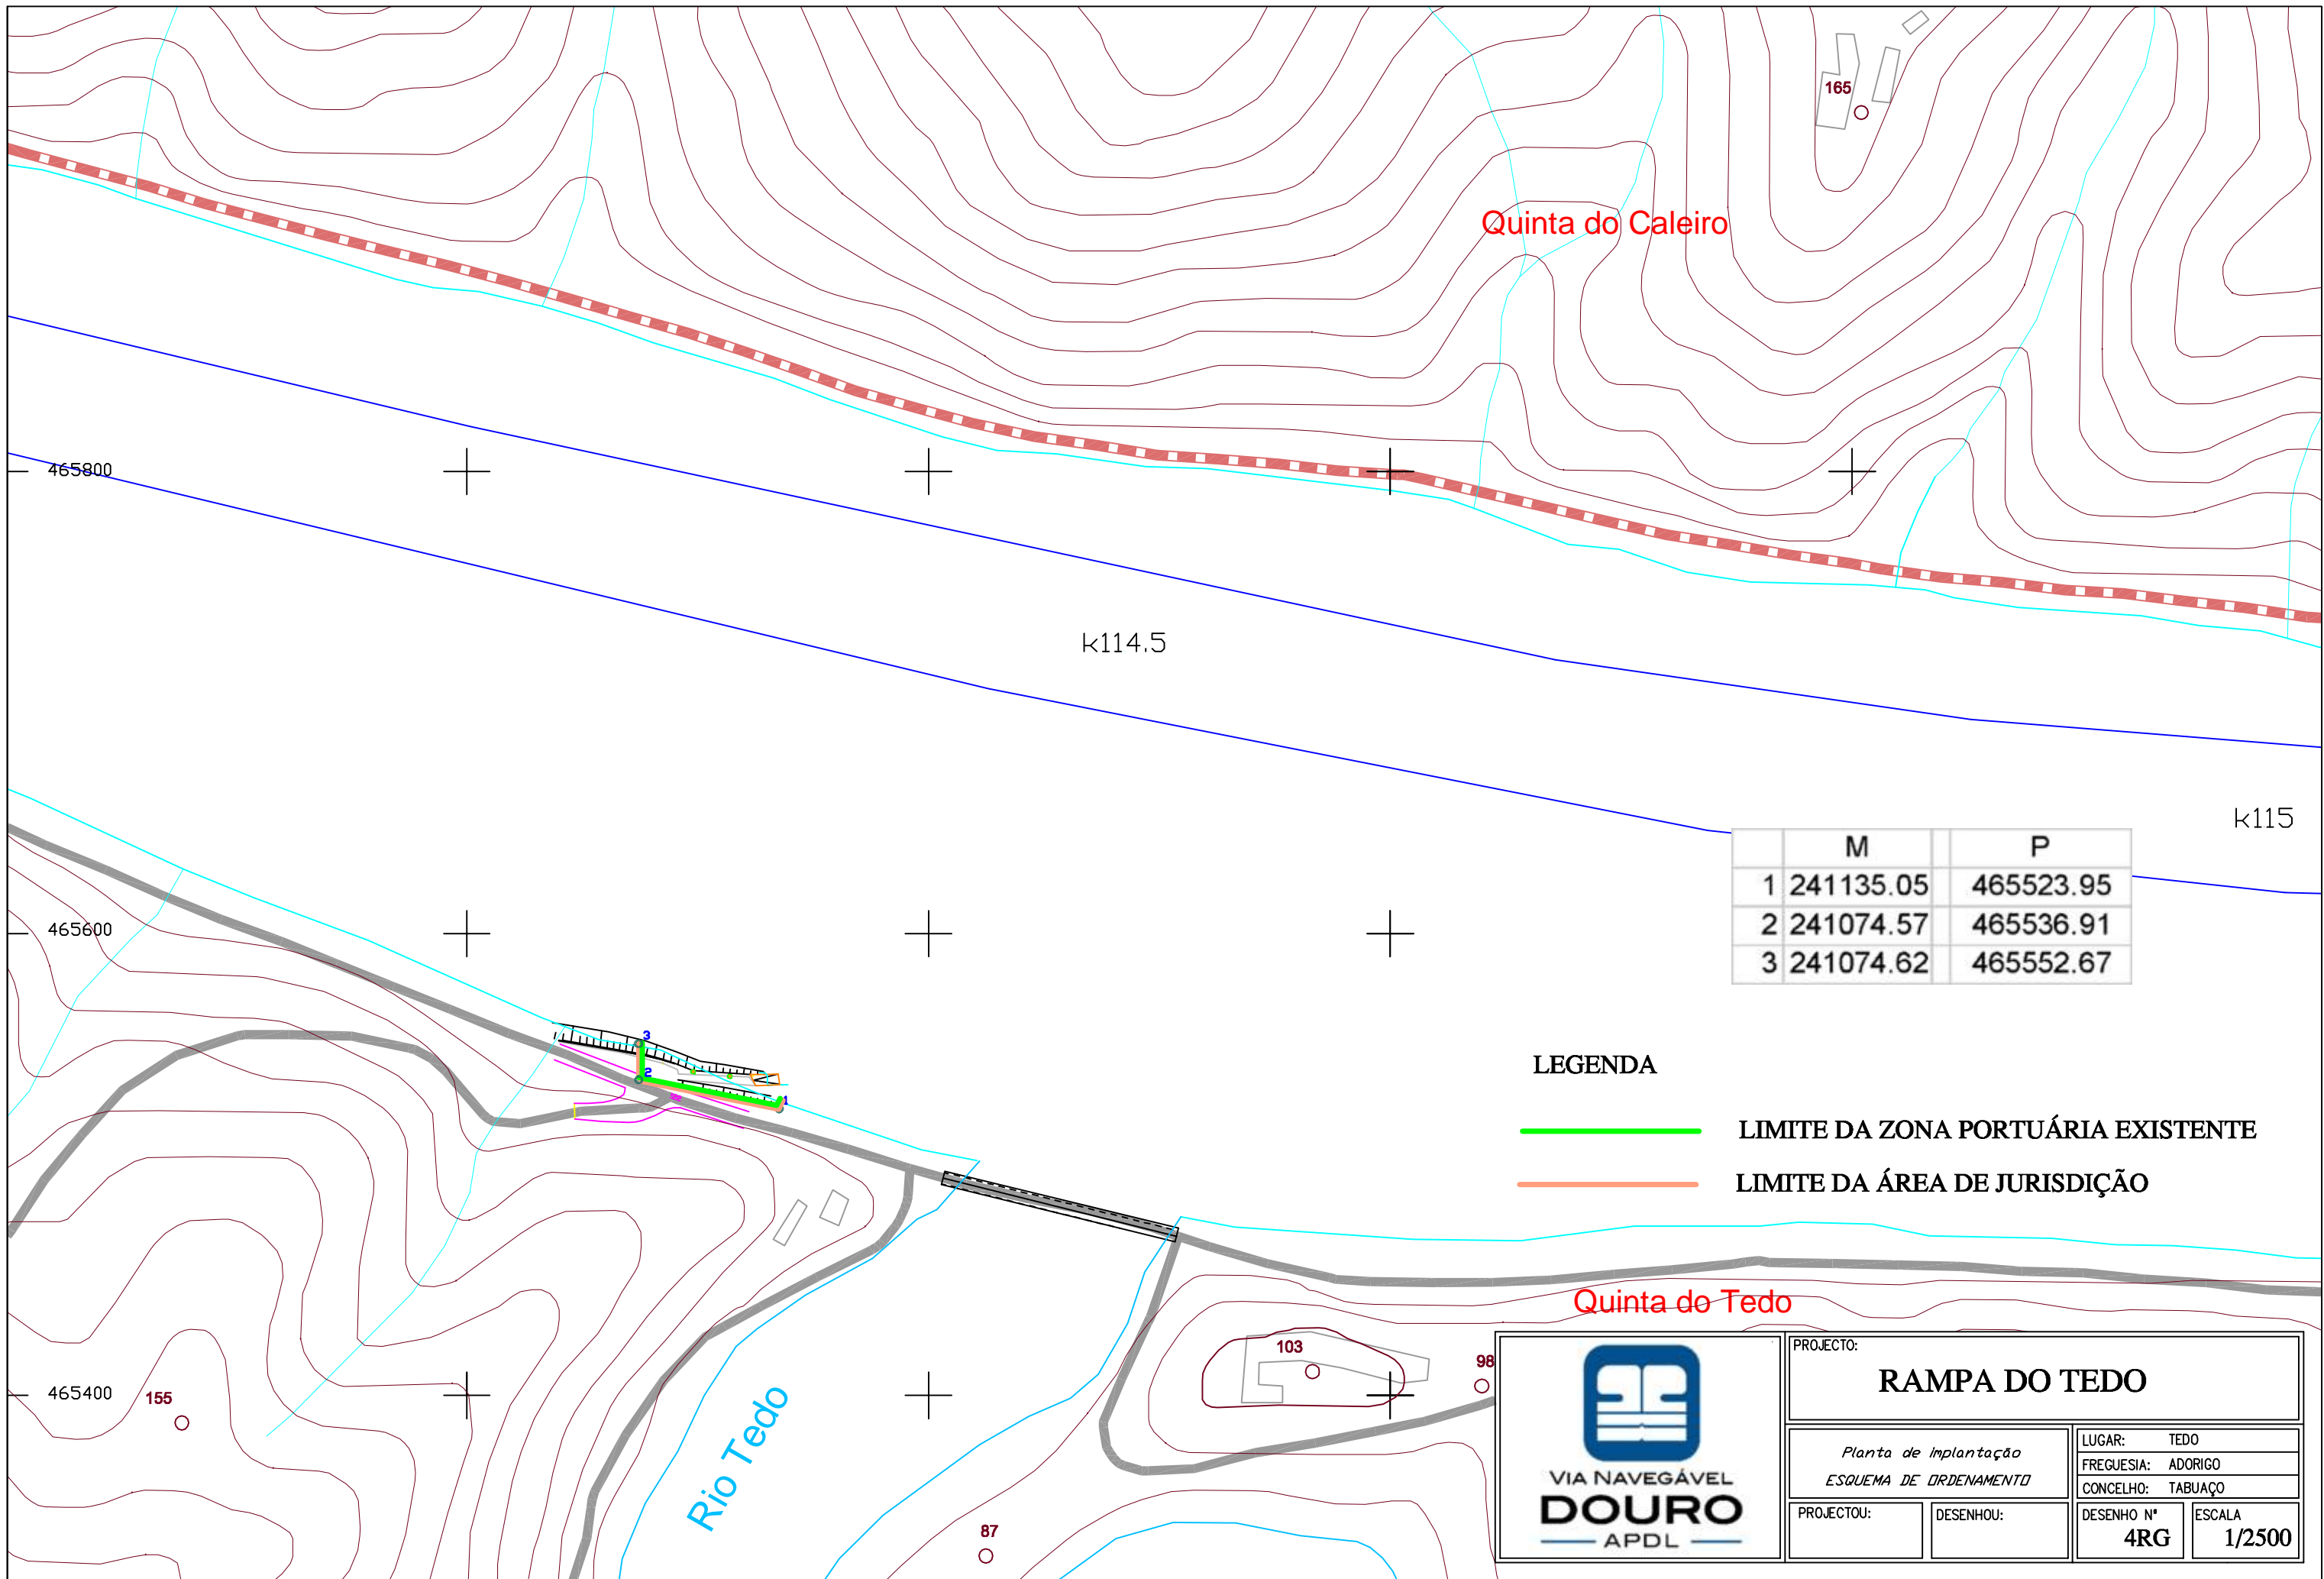 165
Quinta do Caleiro
465800
k114.5
k115
M P
1 241135.05 465523.95
2 241074.57 465536.91
3 241074.62 465552.67
465600
3
2
1
LEGENDA
LIMITE DA ZONA PORTUÁRIA EXISTENTE
LIMITE DA ÁREA DE JURISDIÇÃO
Quinta do Tedo
103
98
465400
155
Rio Tedo
87
VIA NAVEGÁVEL
DOURO
APDL
PROJECTO:
RAMPA DO TEDO
Planta de implantação
ESQUEMA DE ORDENAMENTO
LUGAR: TEDO
FREGUESIA: ADORIGO
CONCELHO: TABUAÇO
PROJECTOU:
DESENHOU:
DESENHO Nº
4RG
ESCALA
1/2500